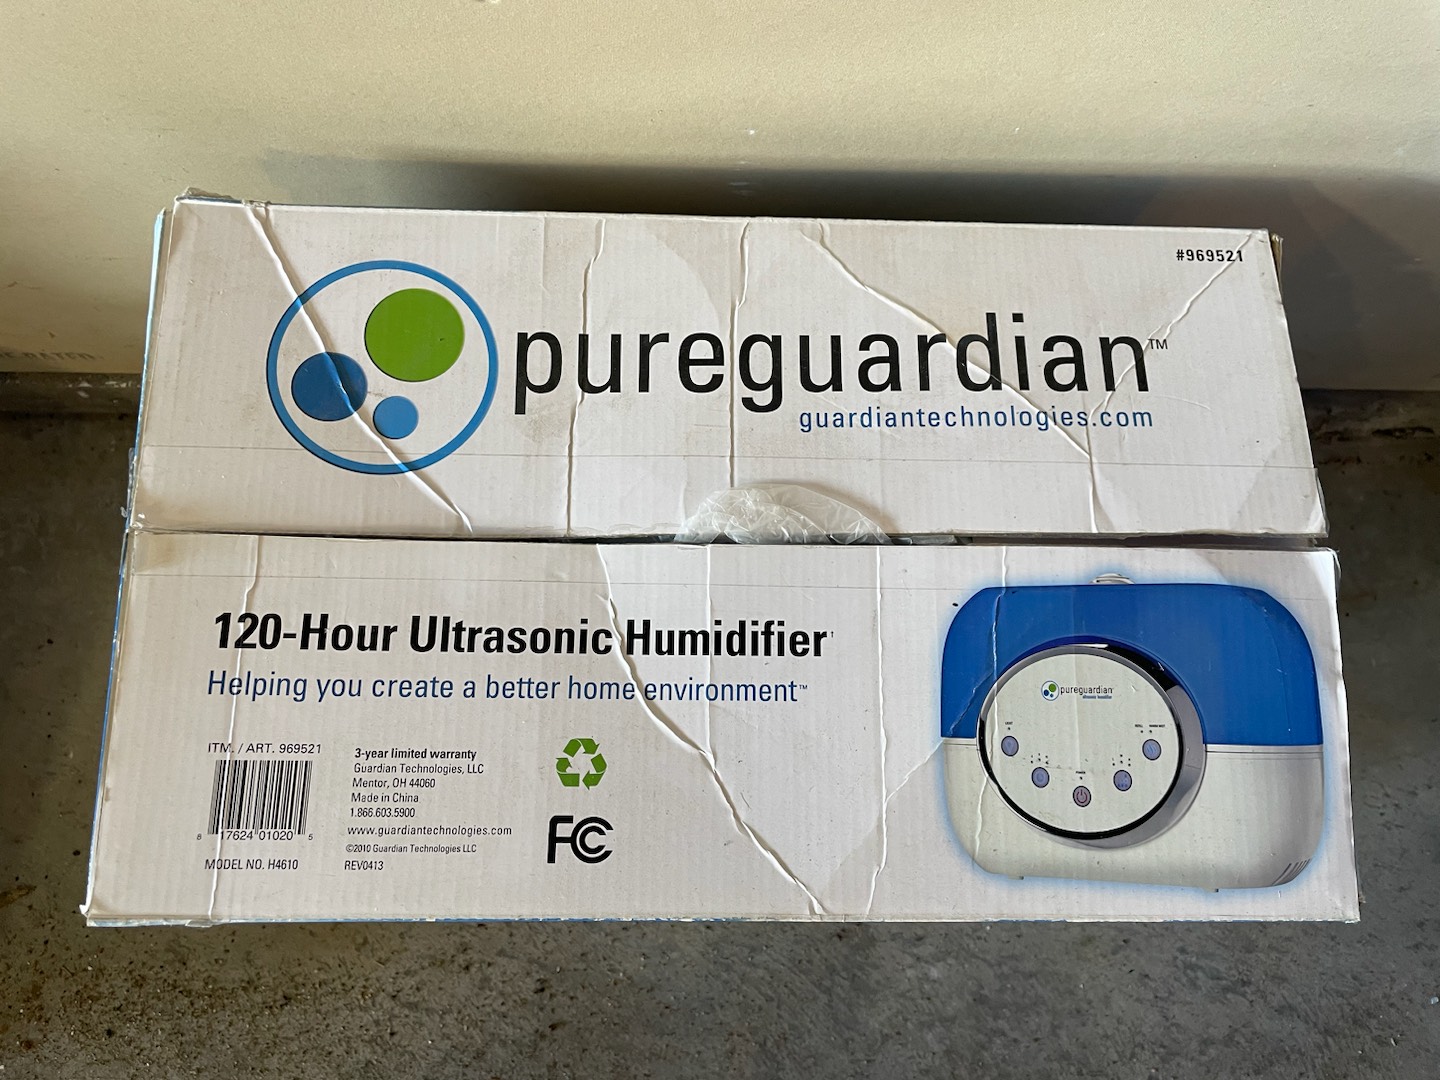 #969521
pureguardian™
guardiantechnologies.com
120-Hour Ultrasonic Humidifier†
Helping you create a better home environment™
ITM. / ART. 969521
8 17624 01020 5
MODEL NO. H4610
3-year limited warranty
Guardian Technologies, LLC
Mentor, OH 44060
Made in China
1.866.603.5900
www.guardiantechnologies.com
©2010 Guardian Technologies LLC
REV0413
FC
pureguardian
ultrasonic humidifier